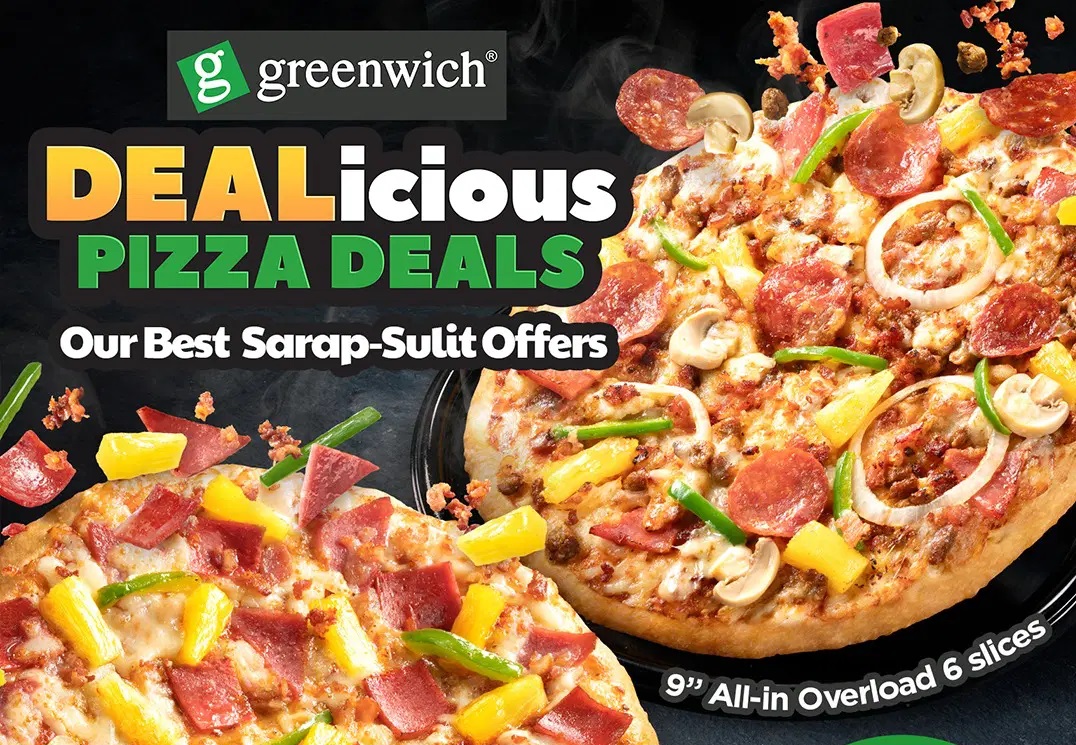 g greenwich®
DEALicious
PIZZA DEALS
Our Best Sarap-Sulit Offers
9” All-in Overload 6 slices